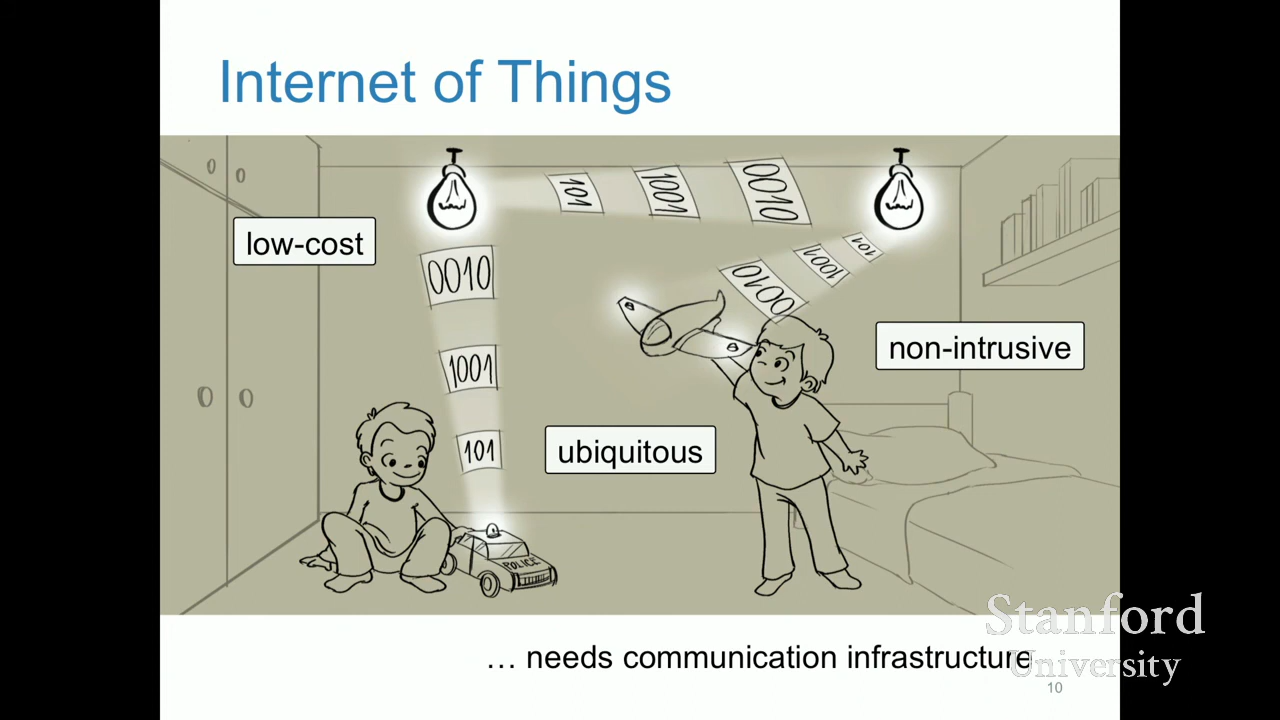 Internet of Things
101
1001
0010
low-cost
0010
101
1001
0010
non-intrusive
1001
101
ubiquitous
POLICE
Stanford
University
… needs communication infrastructure
10